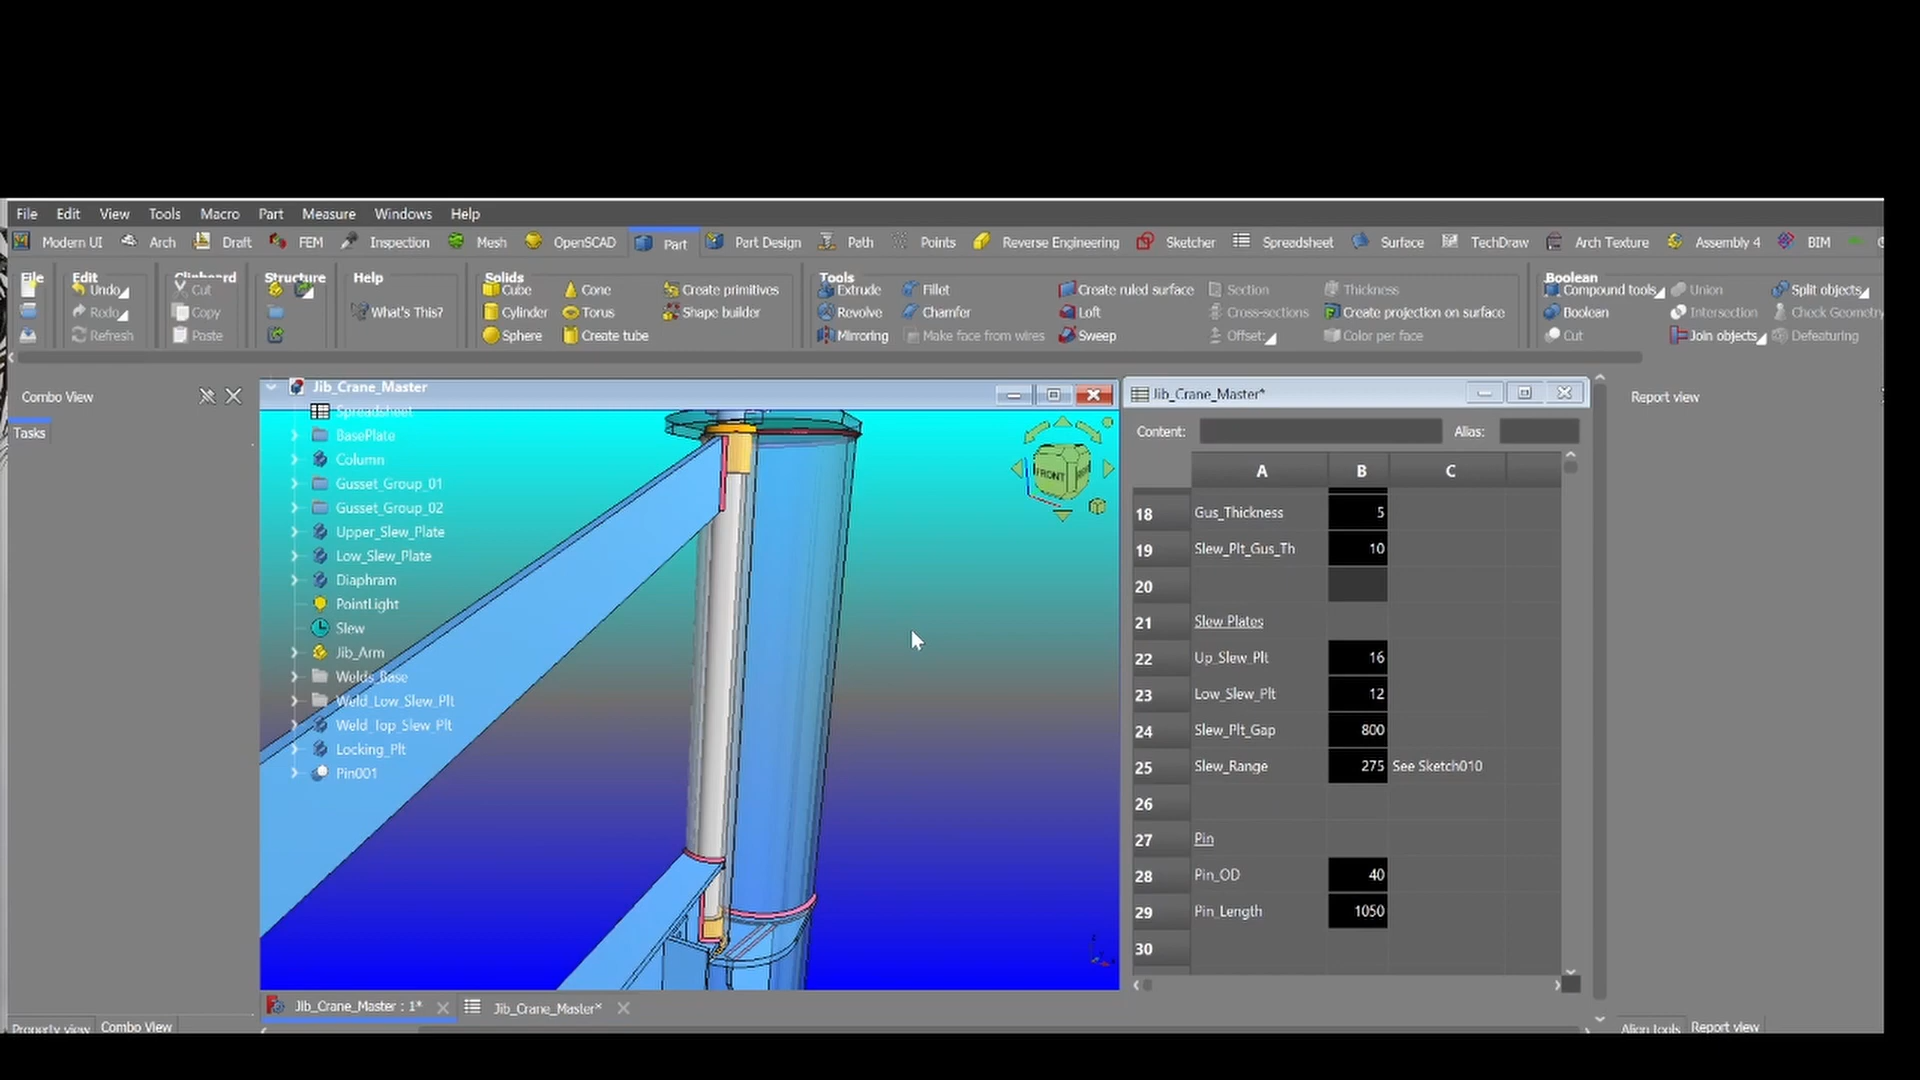 File Edit View Tools Macro Part Measure Windows Help
Modern UI Arch Draft FEM Inspection Mesh OpenSCAD Part Part Design Path Points Reverse Engineering Sketcher Spreadsheet Surface TechDraw Arch Texture Assembly 4 BIM
File Edit Clipboard Structure Help Solids Tools Boolean
Undo Cut Cube Cone Create primitives Extrude Fillet Create ruled surface Section Thickness Compound tools Union Split objects
Redo Copy What's This? Cylinder Torus Shape builder Revolve Chamfer Loft Cross-sections Create projection on surface Boolean Intersection Check Geometry
Refresh Paste Sphere Create tube Mirroring Make face from wires Sweep Offset: Color per face Cut Join objects Defeaturing
Combo View
Tasks
Jib_Crane_Master
Spreadsheet
BasePlate
Column
Gusset_Group_01
Gusset_Group_02
Upper_Slew_Plate
Low_Slew_Plate
Diaphram
PointLight
Slew
Jib_Arm
Welds_Base
Weld_Low_Slew_Plt
Weld_Top_Slew_Plt
Locking_Plt
Pin001
FRONT
Jib_Crane_Master*
Content: Alias:
A B C
18 Gus_Thickness 5
19 Slew_Plt_Gus_Th 10
20
21 Slew Plates
22 Up_Slew_Plt 16
23 Low_Slew_Plt 12
24 Slew_Plt_Gap 800
25 Slew_Range 275 See Sketch010
26
27 Pin
28 Pin_OD 40
29 Pin_Length 1050
30
Report view
Jib_Crane_Master : 1* Jib_Crane_Master*
Property view Combo View
Align tools Report view